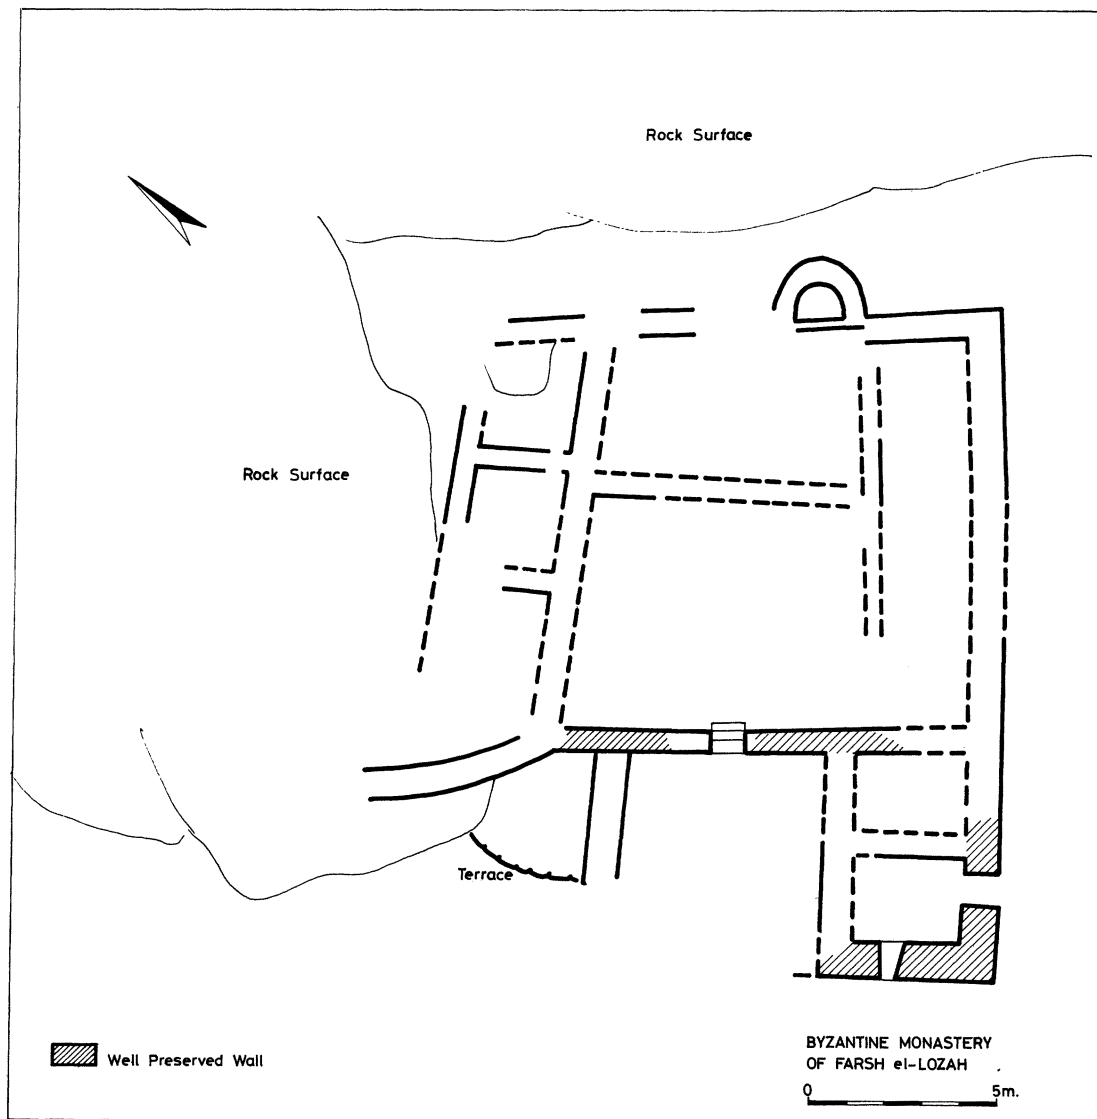 Rock Surface
Rock Surface
Terrace
Well Preserved Wall
BYZANTINE MONASTERY
OF FARSH el-LOZAH
0 5m.